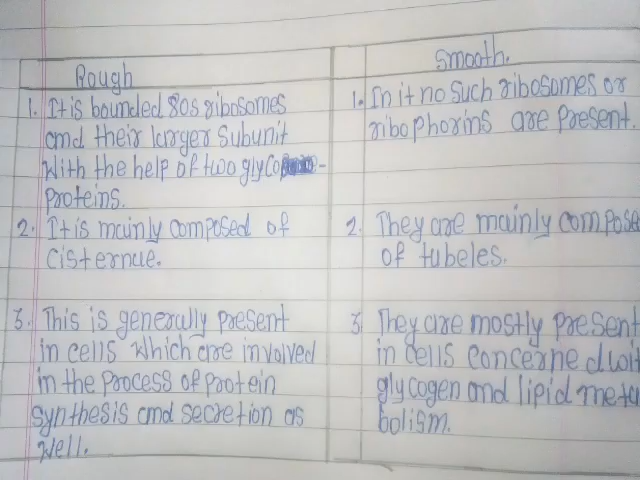 Rough
1. It is bounded 80s ribosomes
and their larger subunit
with the help of two glyco-
proteins.
2. It is mainly composed of
cisternae.
3. This is generally present
in cells which are involved
in the process of protein
synthesis and secretion as
well.
Smooth.
1. In it no such ribosomes or
ribophorins are present.
2. They are mainly compose
of tubeles.
3. They are mostly present
in cells concerned wit
glycogen and lipid meta
bolism.